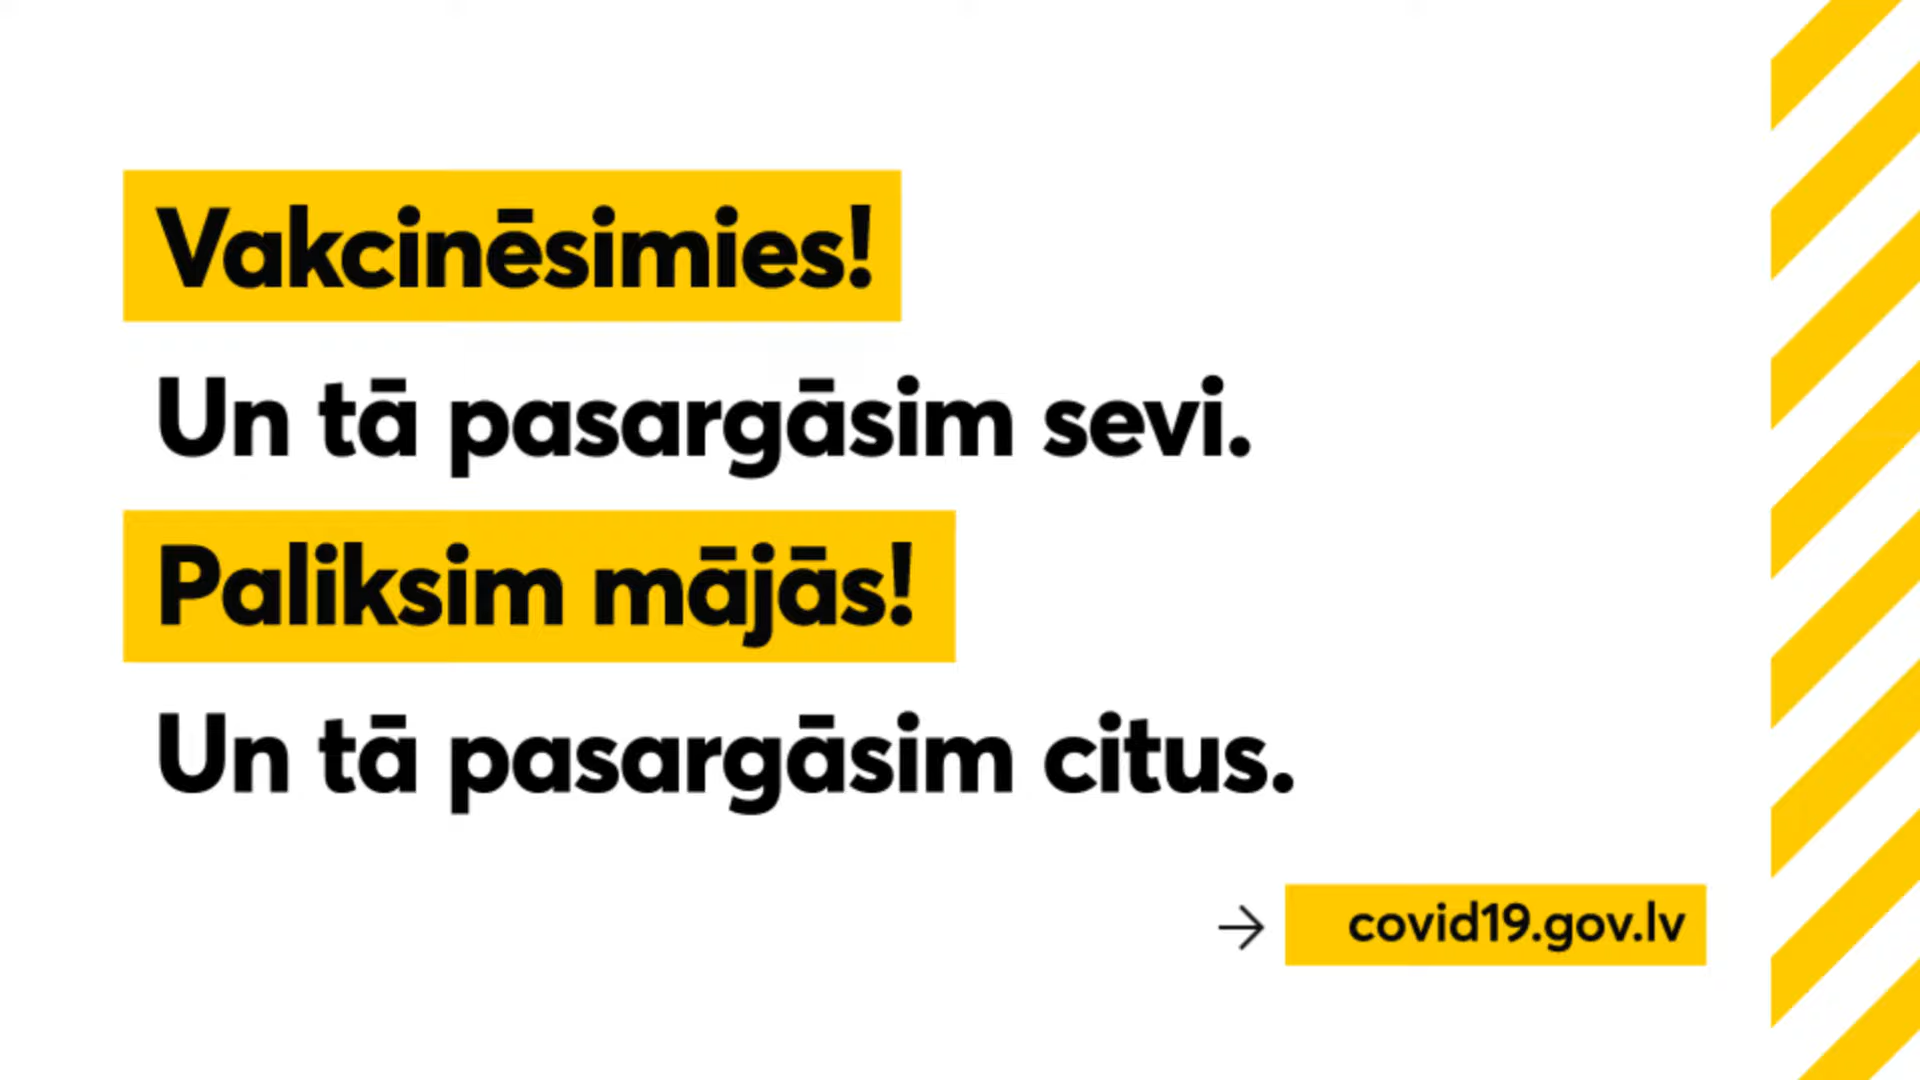 Vakcinēsimies!
Un tā pasargāsim sevi.
Paliksim mājās!
Un tā pasargāsim citus.
→ covid19.gov.lv